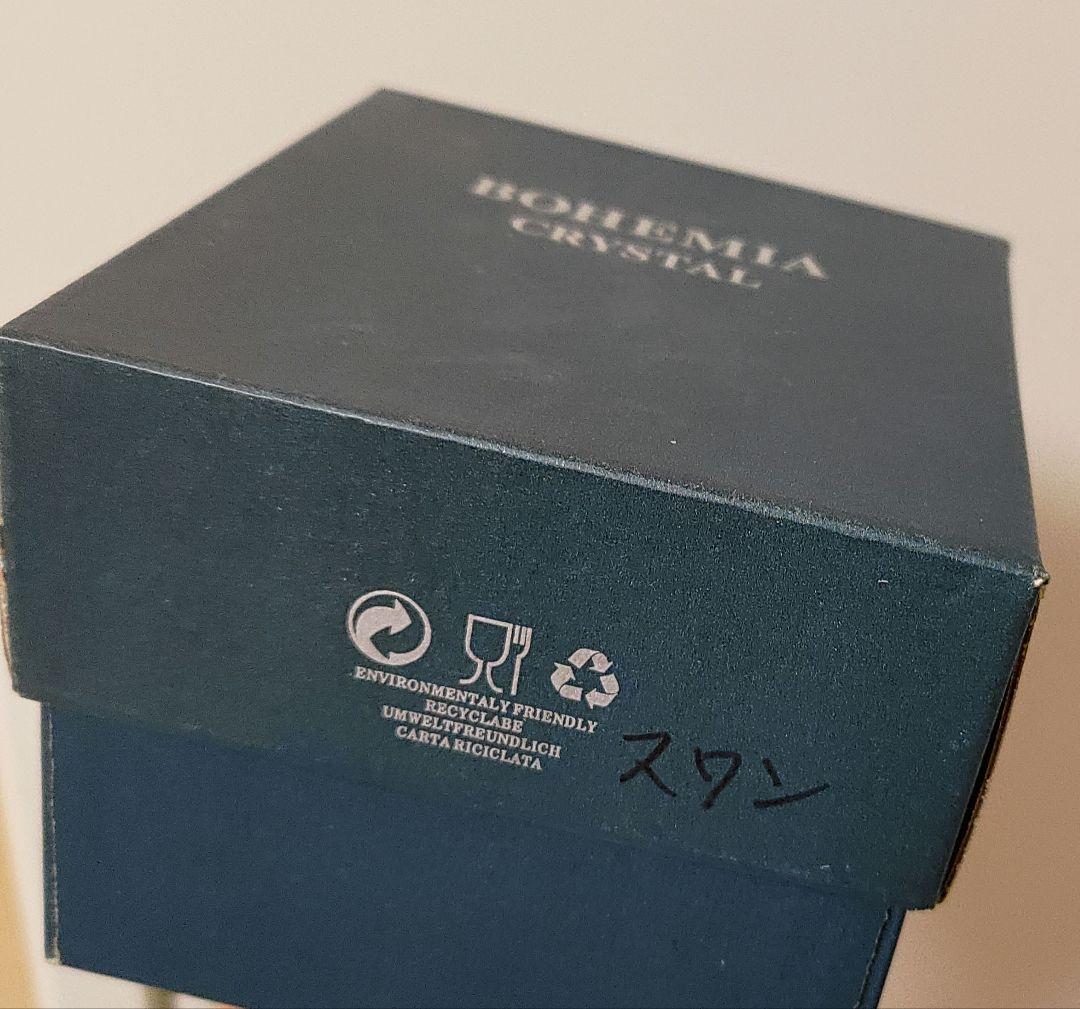 BOHEMIA
CRYSTAL
ENVIRONMENTALY FRIENDLY
RECYCLABE
UMWELTFREUNDLICH
CARTA RICICLATA
スワン